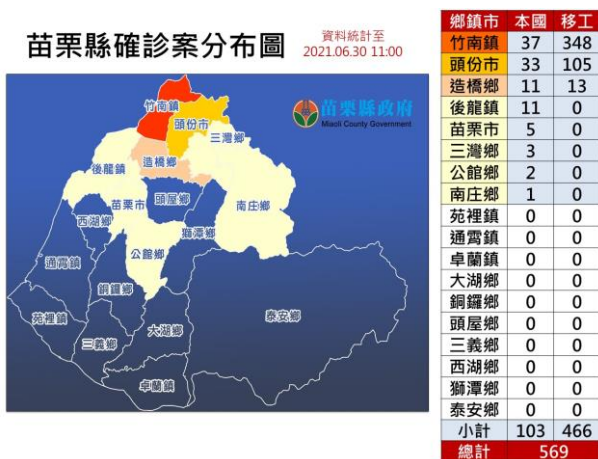 苗栗縣確診案分布圖
資料統計至
2021.06.30 11:00
苗栗縣政府
Miaoli County Government
竹南鎮
頭份市
三灣鄉
造橋鄉
後龍鎮
頭屋鄉
南庄鄉
苗栗市
西湖鄉
獅潭鄉
公館鄉
通霄鎮
銅鑼鄉
泰安鄉
苑裡鎮
大湖鄉
三義鄉
卓蘭鎮
鄉鎮市 本國 移工
竹南鎮 37 348
頭份市 33 105
造橋鄉 11 13
後龍鎮 11 0
苗栗市 5 0
三灣鄉 3 0
公館鄉 2 0
南庄鄉 1 0
苑裡鎮 0 0
通霄鎮 0 0
卓蘭鎮 0 0
大湖鄉 0 0
銅鑼鄉 0 0
頭屋鄉 0 0
三義鄉 0 0
西湖鄉 0 0
獅潭鄉 0 0
泰安鄉 0 0
小計 103 466
總計 569